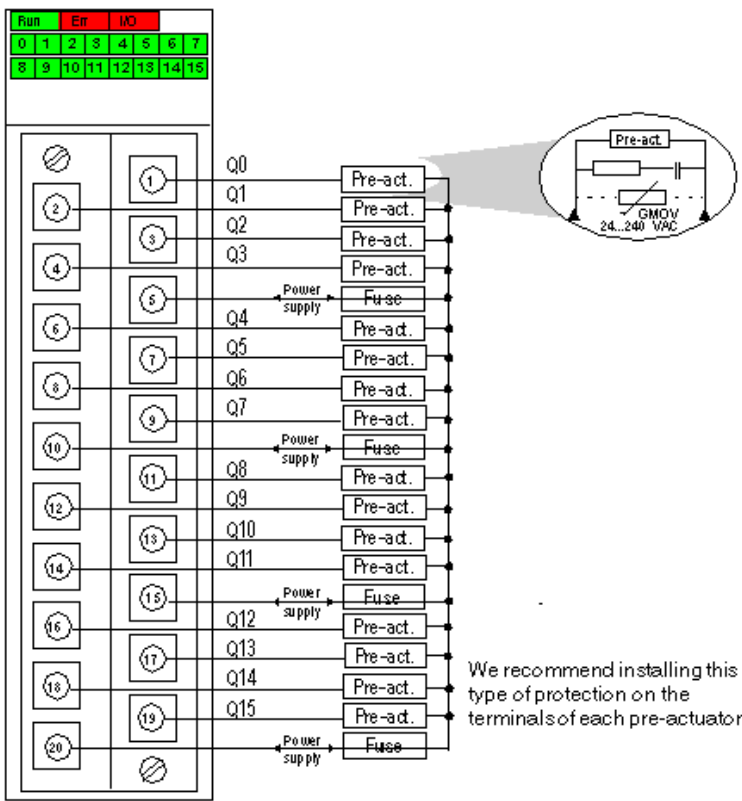 Run Err I/O
0 1 2 3 4 5 6 7
8 9 10 11 12 13 14 15
Pre-act.
GMOV
24...240 VAC
1 Q0 Pre-act.
2 Q1 Pre-act.
3 Q2 Pre-act.
4 Q3 Pre-act.
5 Power supply Fuse
6 Q4 Pre-act.
7 Q5 Pre-act.
8 Q6 Pre-act.
9 Q7 Pre-act.
10 Power supply Fuse
11 Q8 Pre-act.
12 Q9 Pre-act.
13 Q10 Pre-act.
14 Q11 Pre-act.
15 Power supply Fuse
16 Q12 Pre-act.
17 Q13 Pre-act.
18 Q14 Pre-act.
19 Q15 Pre-act.
20 Power supply Fuse
We recommend installing this
type of protection on the
terminals of each pre-actuator